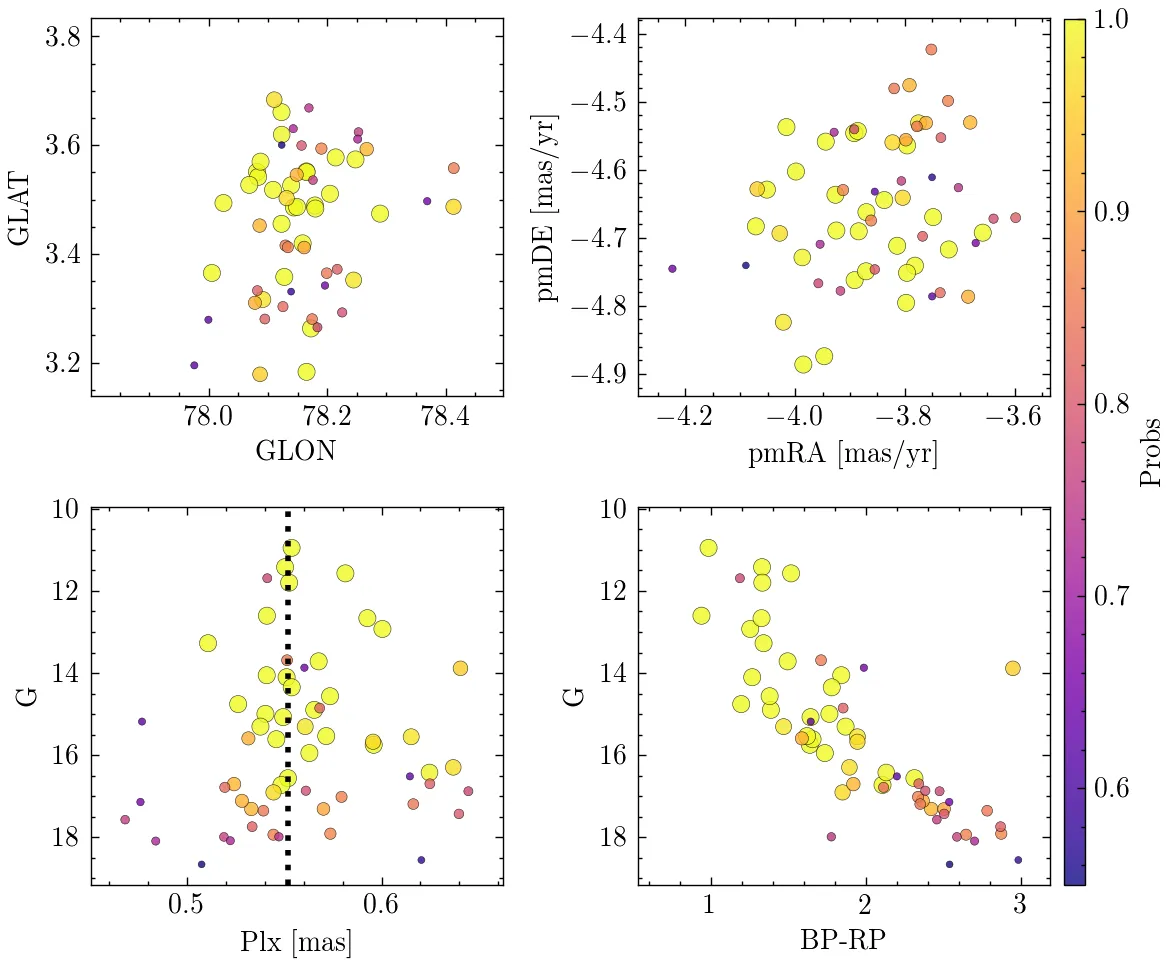 3.8
3.6
3.4
3.2
GLAT
78.0 78.2 78.4
GLON
−4.4
−4.5
−4.6
−4.7
−4.8
−4.9
pmDE [mas/yr]
−4.2 −4.0 −3.8 −3.6
pmRA [mas/yr]
10
12
14
16
18
G
0.5 0.6
Plx [mas]
10
12
14
16
18
G
1 2 3
BP-RP
1.0
0.9
0.8
0.7
0.6
Probs